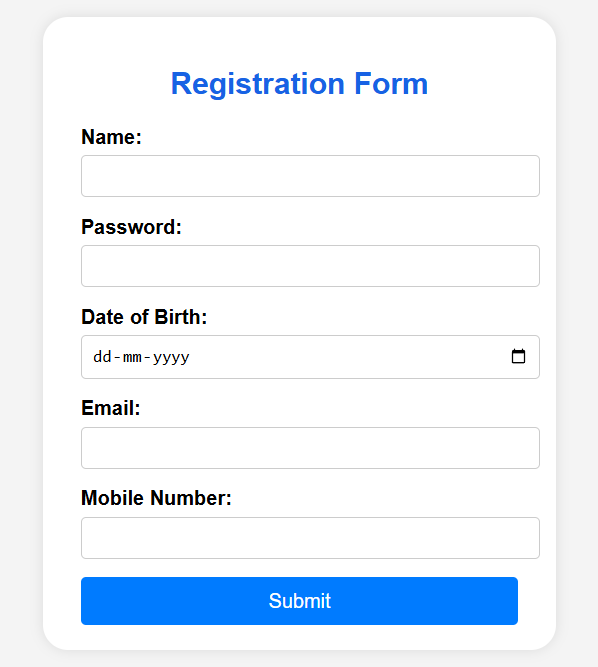 Registration Form
Name:
Password:
Date of Birth:
dd-mm-yyyy
Email:
Mobile Number:
Submit